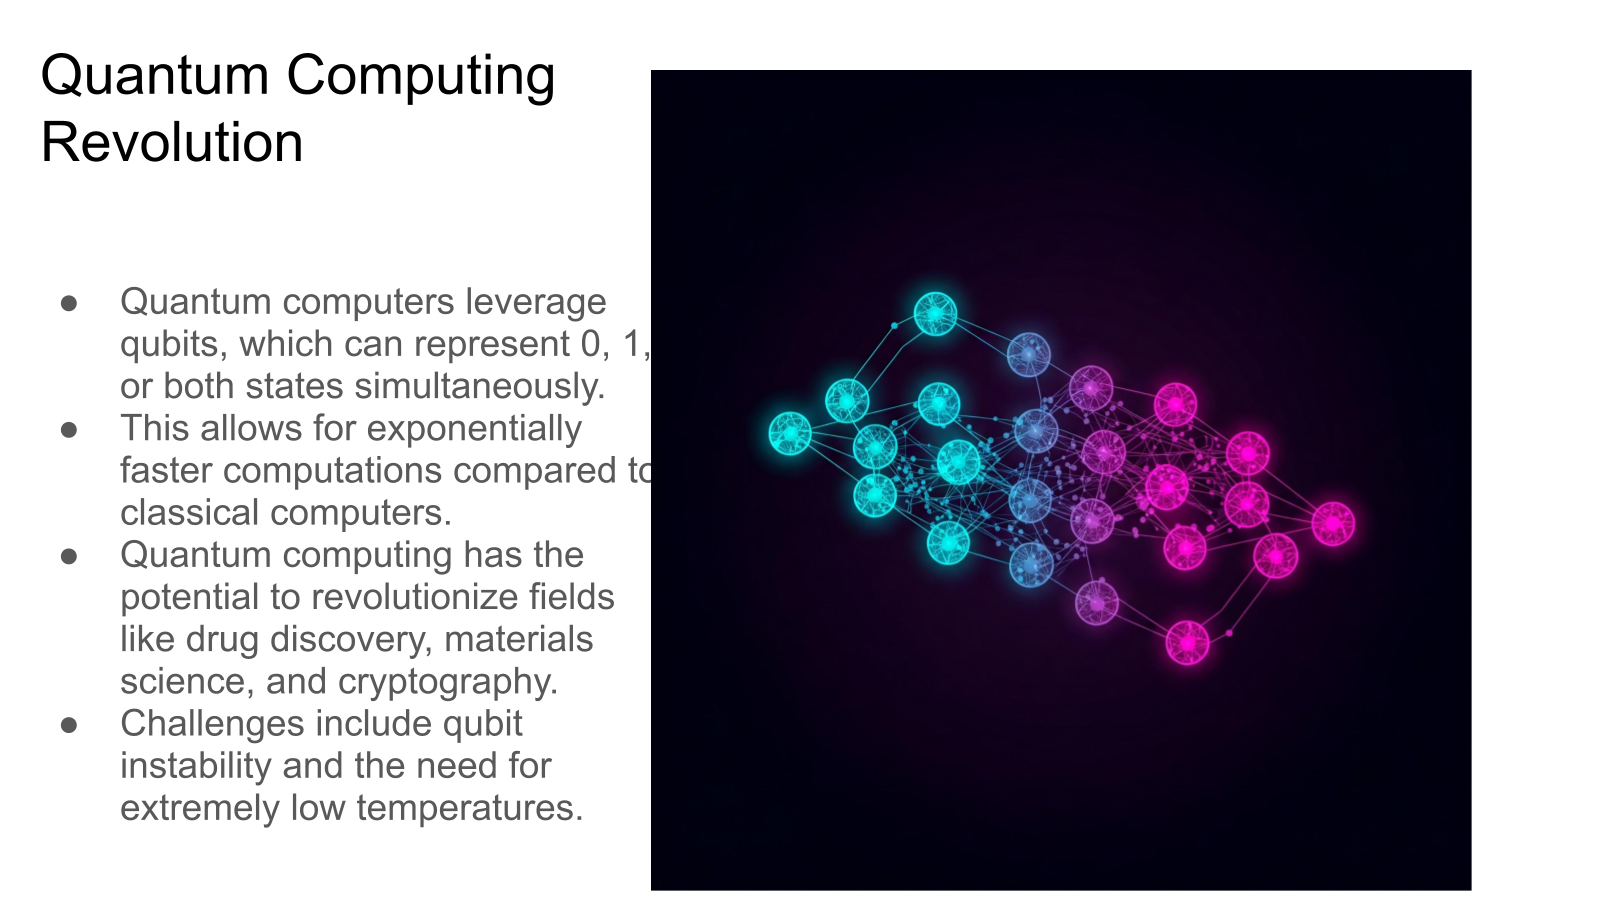 Quantum Computing
Revolution
● Quantum computers leverage
qubits, which can represent 0, 1,
or both states simultaneously.
● This allows for exponentially
faster computations compared to
classical computers.
● Quantum computing has the
potential to revolutionize fields
like drug discovery, materials
science, and cryptography.
● Challenges include qubit
instability and the need for
extremely low temperatures.